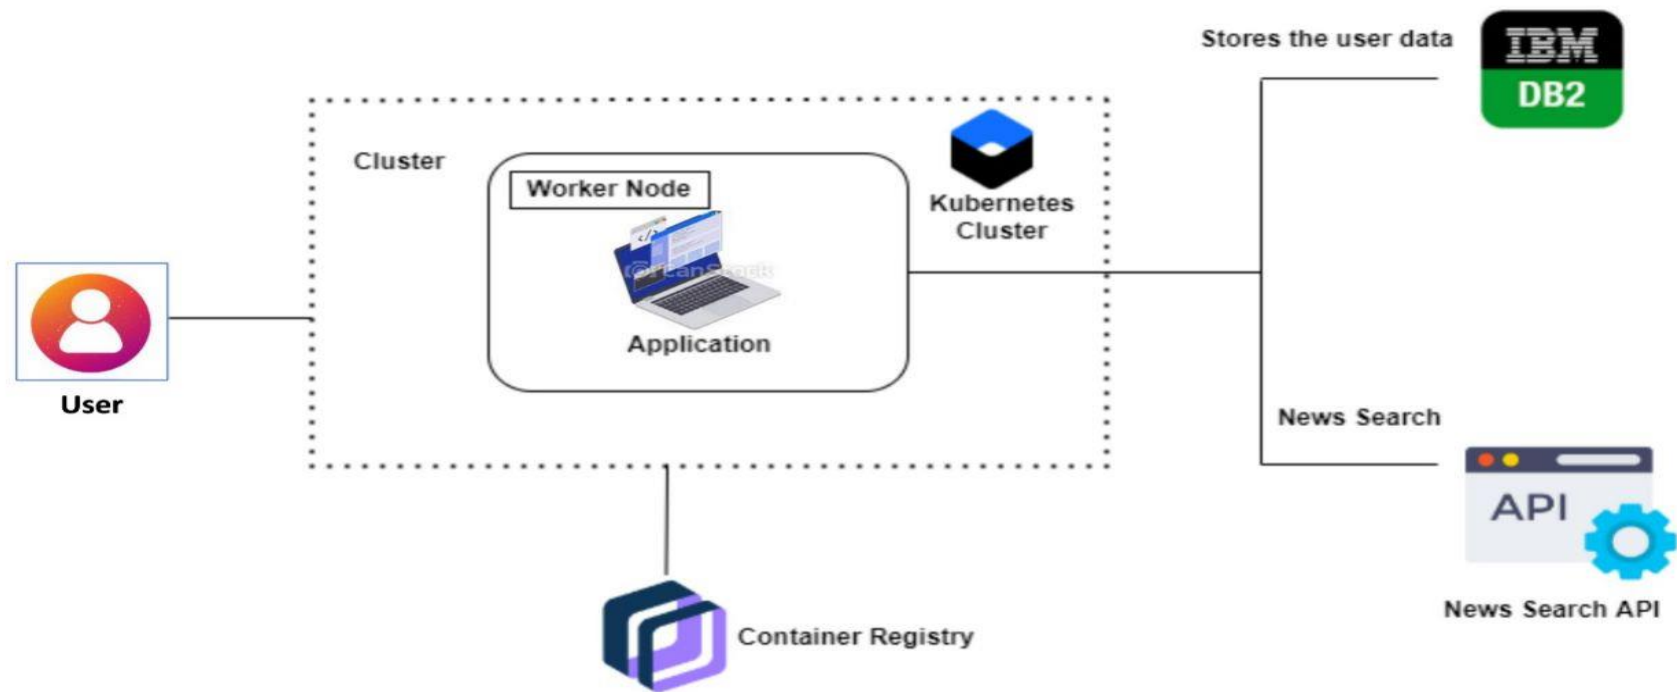 Stores the user data
IBM
DB2
Cluster
Worker Node
Kubernetes
Cluster
</>
Application
User
News Search
API
News Search API
Container Registry